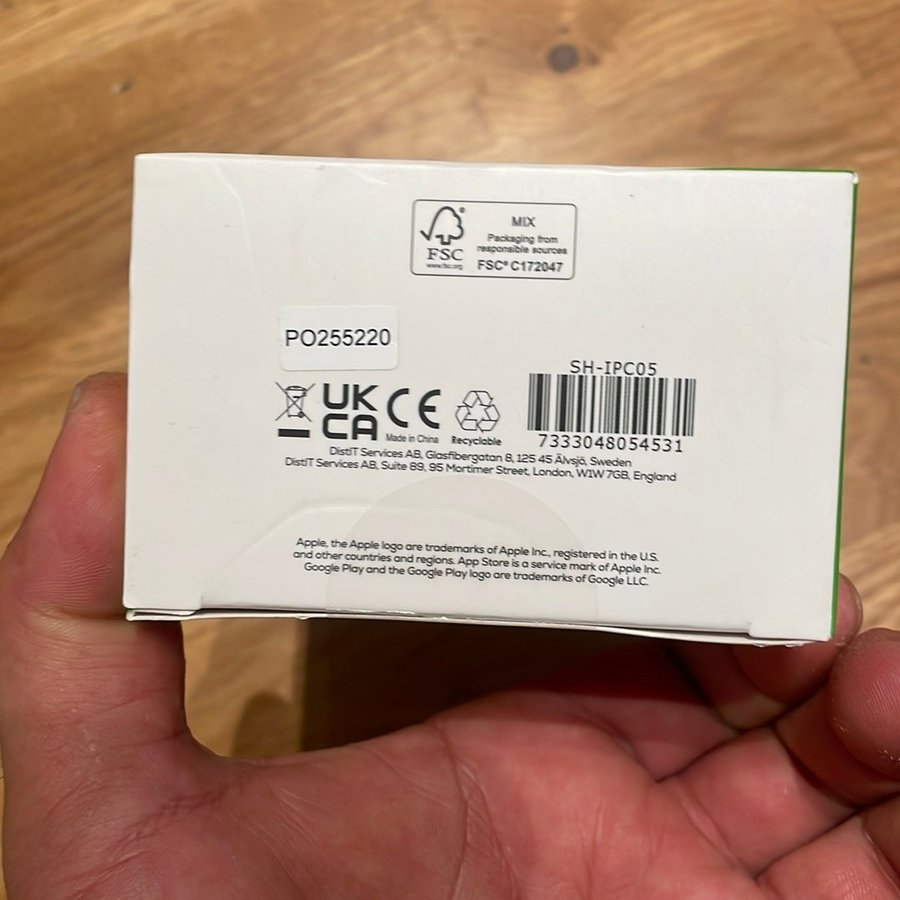 MIX
Packaging from
responsible sources
FSC® C172047
FSC
www.fsc.org
PO255220
UK
CA
CE
Made in China
Recyclable
SH-IPC05
7333048054531
DistIT Services AB, Glasfibergatan 8, 125 45 Älvsjö, Sweden
DistIT Services AB, Suite 89, 95 Mortimer Street, London, W1W 7GB, England
Apple, the Apple logo are trademarks of Apple Inc., registered in the U.S.
and other countries and regions. App Store is a service mark of Apple Inc.
Google Play and the Google Play logo are trademarks of Google LLC.